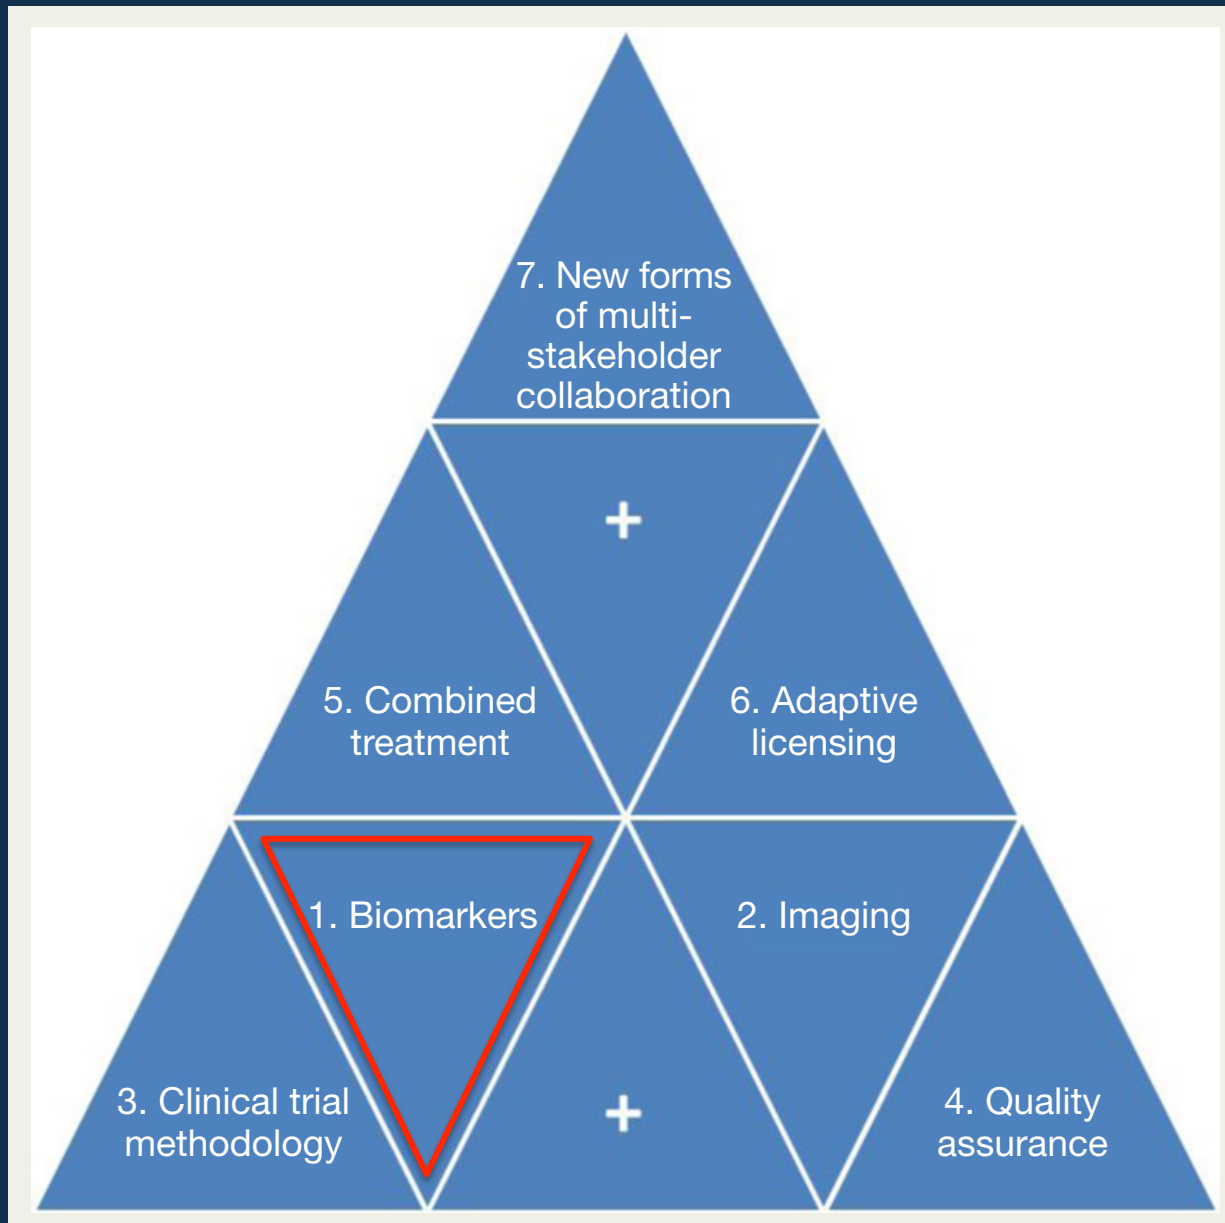 7. New forms
of multi-
stakeholder
collaboration
+
5. Combined
treatment
6. Adaptive
licensing
1. Biomarkers
2. Imaging
3. Clinical trial
methodology
+
4. Quality
assurance